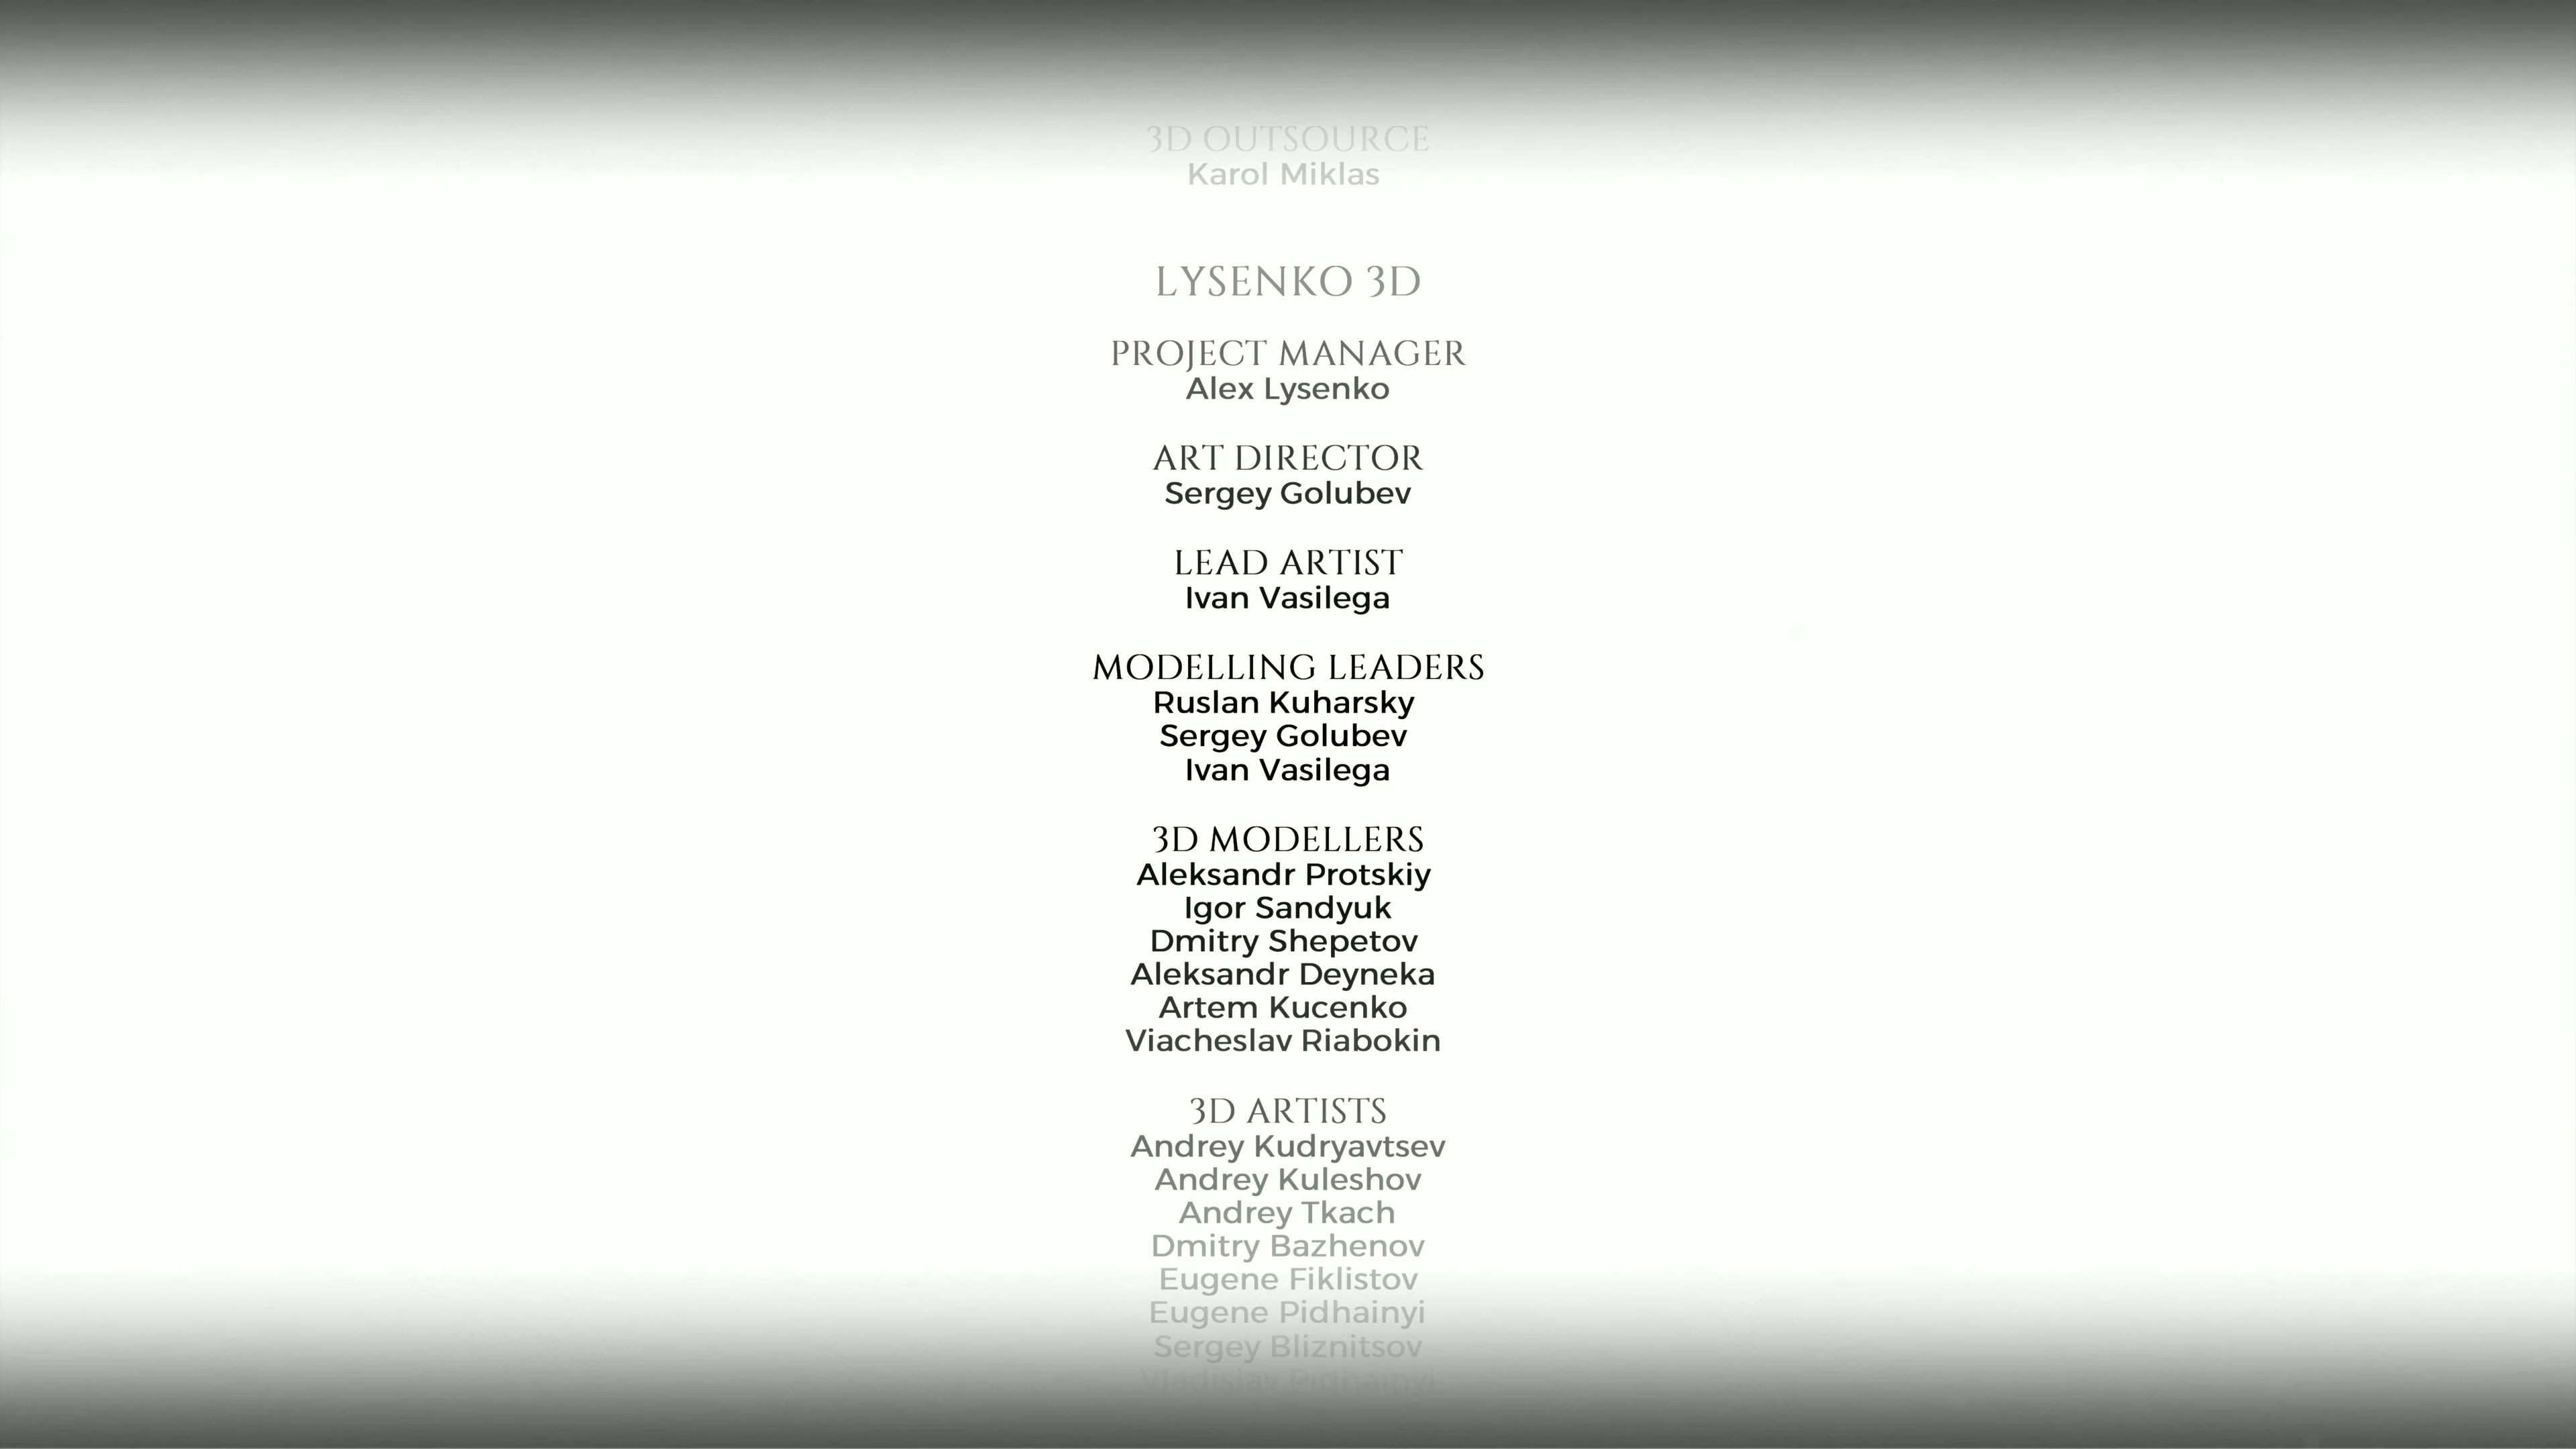 3D OUTSOURCE
Karol Miklas
LYSENKO 3D
PROJECT MANAGER
Alex Lysenko
ART DIRECTOR
Sergey Golubev
LEAD ARTIST
Ivan Vasilega
MODELLING LEADERS
Ruslan Kuharsky
Sergey Golubev
Ivan Vasilega
3D MODELLERS
Aleksandr Protskiy
Igor Sandyuk
Dmitry Shepetov
Aleksandr Deyneka
Artem Kucenko
Viacheslav Riabokin
3D ARTISTS
Andrey Kudryavtsev
Andrey Kuleshov
Andrey Tkach
Dmitry Bazhenov
Eugene Fiklistov
Eugene Pidhainyi
Sergey Bliznitsov
Vladislav Pidhainyi